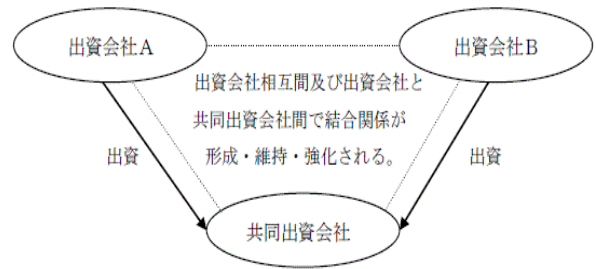 出資会社A
出資会社B
出資会社相互間及び出資会社と
共同出資会社間で結合関係が
形成・維持・強化される。
出資
出資
共同出資会社